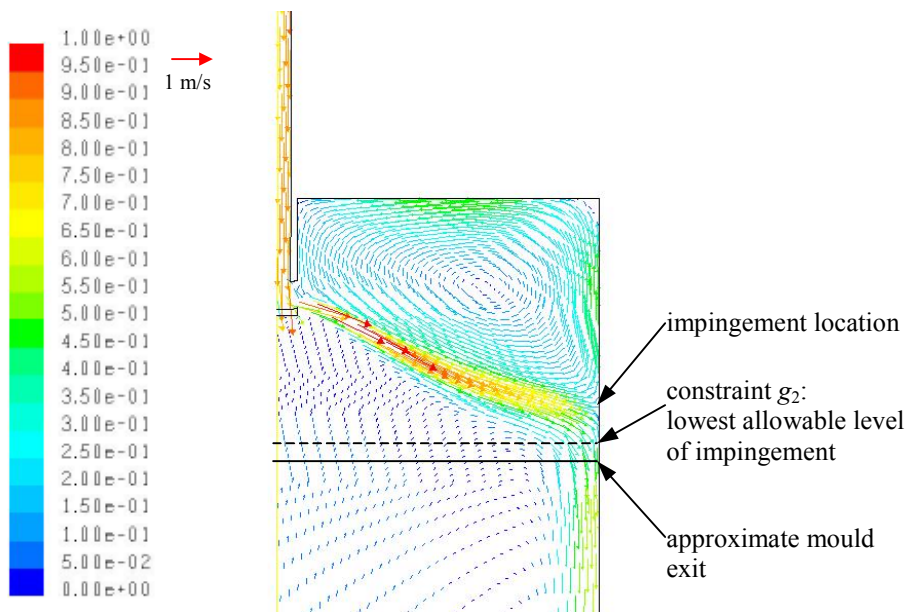 1.00e+00
9.50e-01
9.00e-01
8.50e-01
8.00e-01
7.50e-01
7.00e-01
6.50e-01
6.00e-01
5.50e-01
5.00e-01
4.50e-01
4.00e-01
3.50e-01
3.00e-01
2.50e-01
2.00e-01
1.50e-01
1.00e-01
5.00e-02
0.00e+00
1 m/s
impingement location
constraint g₂:
lowest allowable level
of impingement
approximate mould
exit